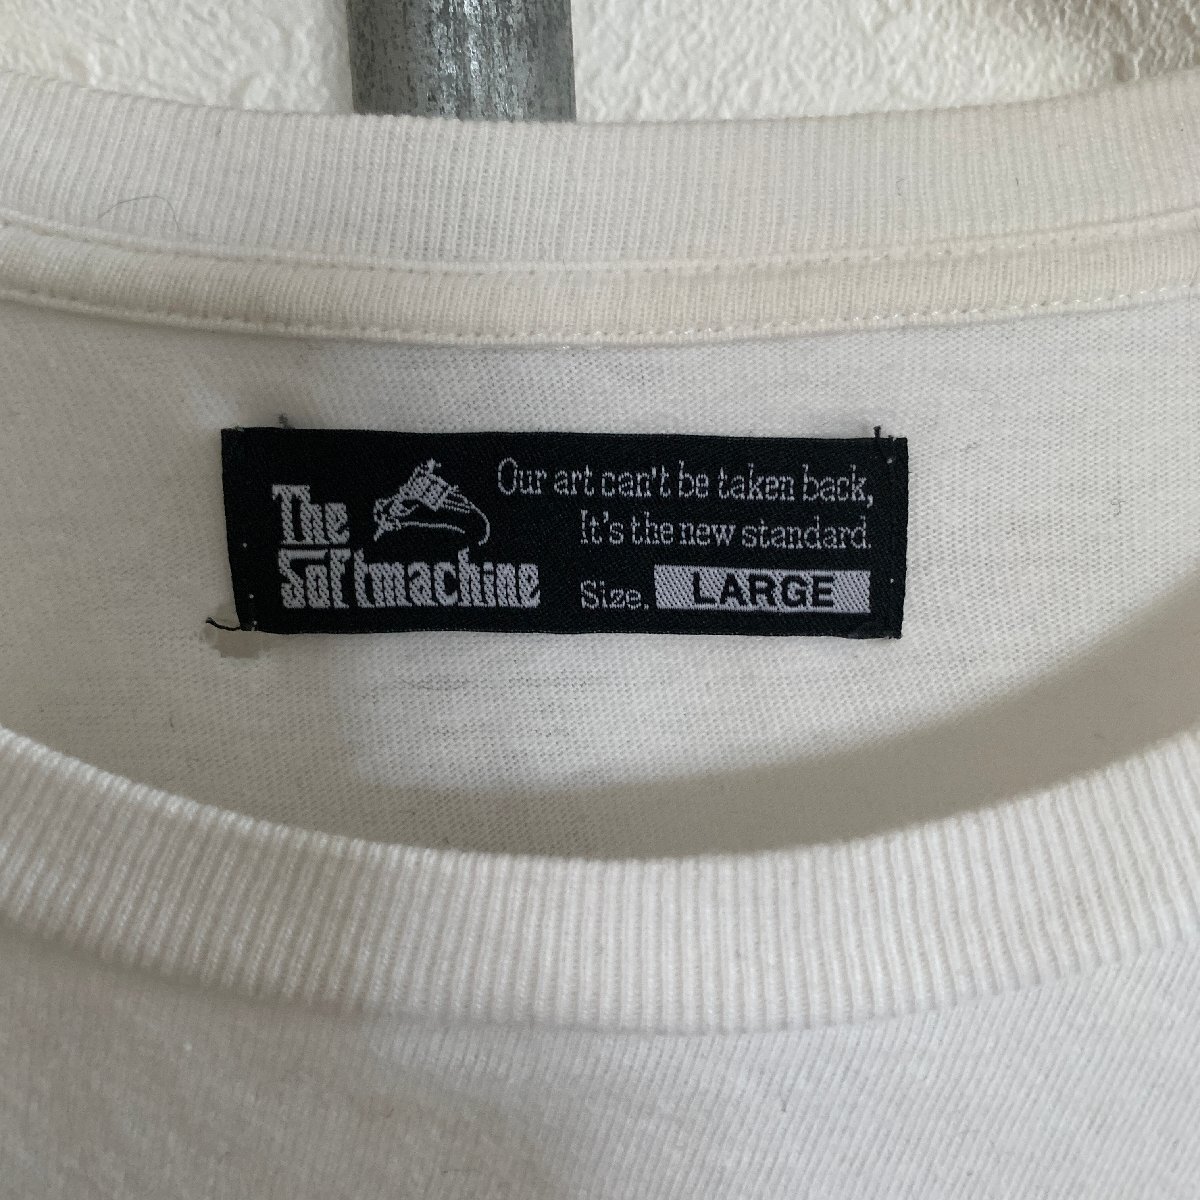 The
Softmachine
Our art can't be taken back,
It's the new standard.
Size. LARGE